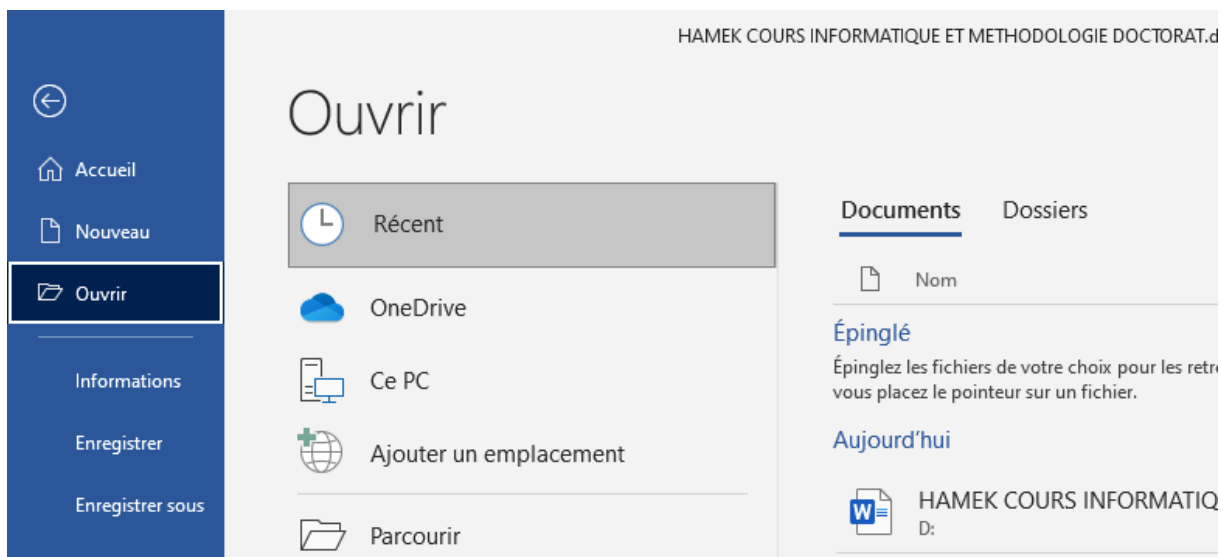 HAMEK COURS INFORMATIQUE ET METHODOLOGIE DOCTORAT.d
Ouvrir
Accueil
Nouveau
Ouvrir
Informations
Enregistrer
Enregistrer sous
Récent
OneDrive
Ce PC
Ajouter un emplacement
Parcourir
Documents Dossiers
Nom
Épinglé
Épinglez les fichiers de votre choix pour les retr
vous placez le pointeur sur un fichier.
Aujourd'hui
W
HAMEK COURS INFORMATIQ
D: